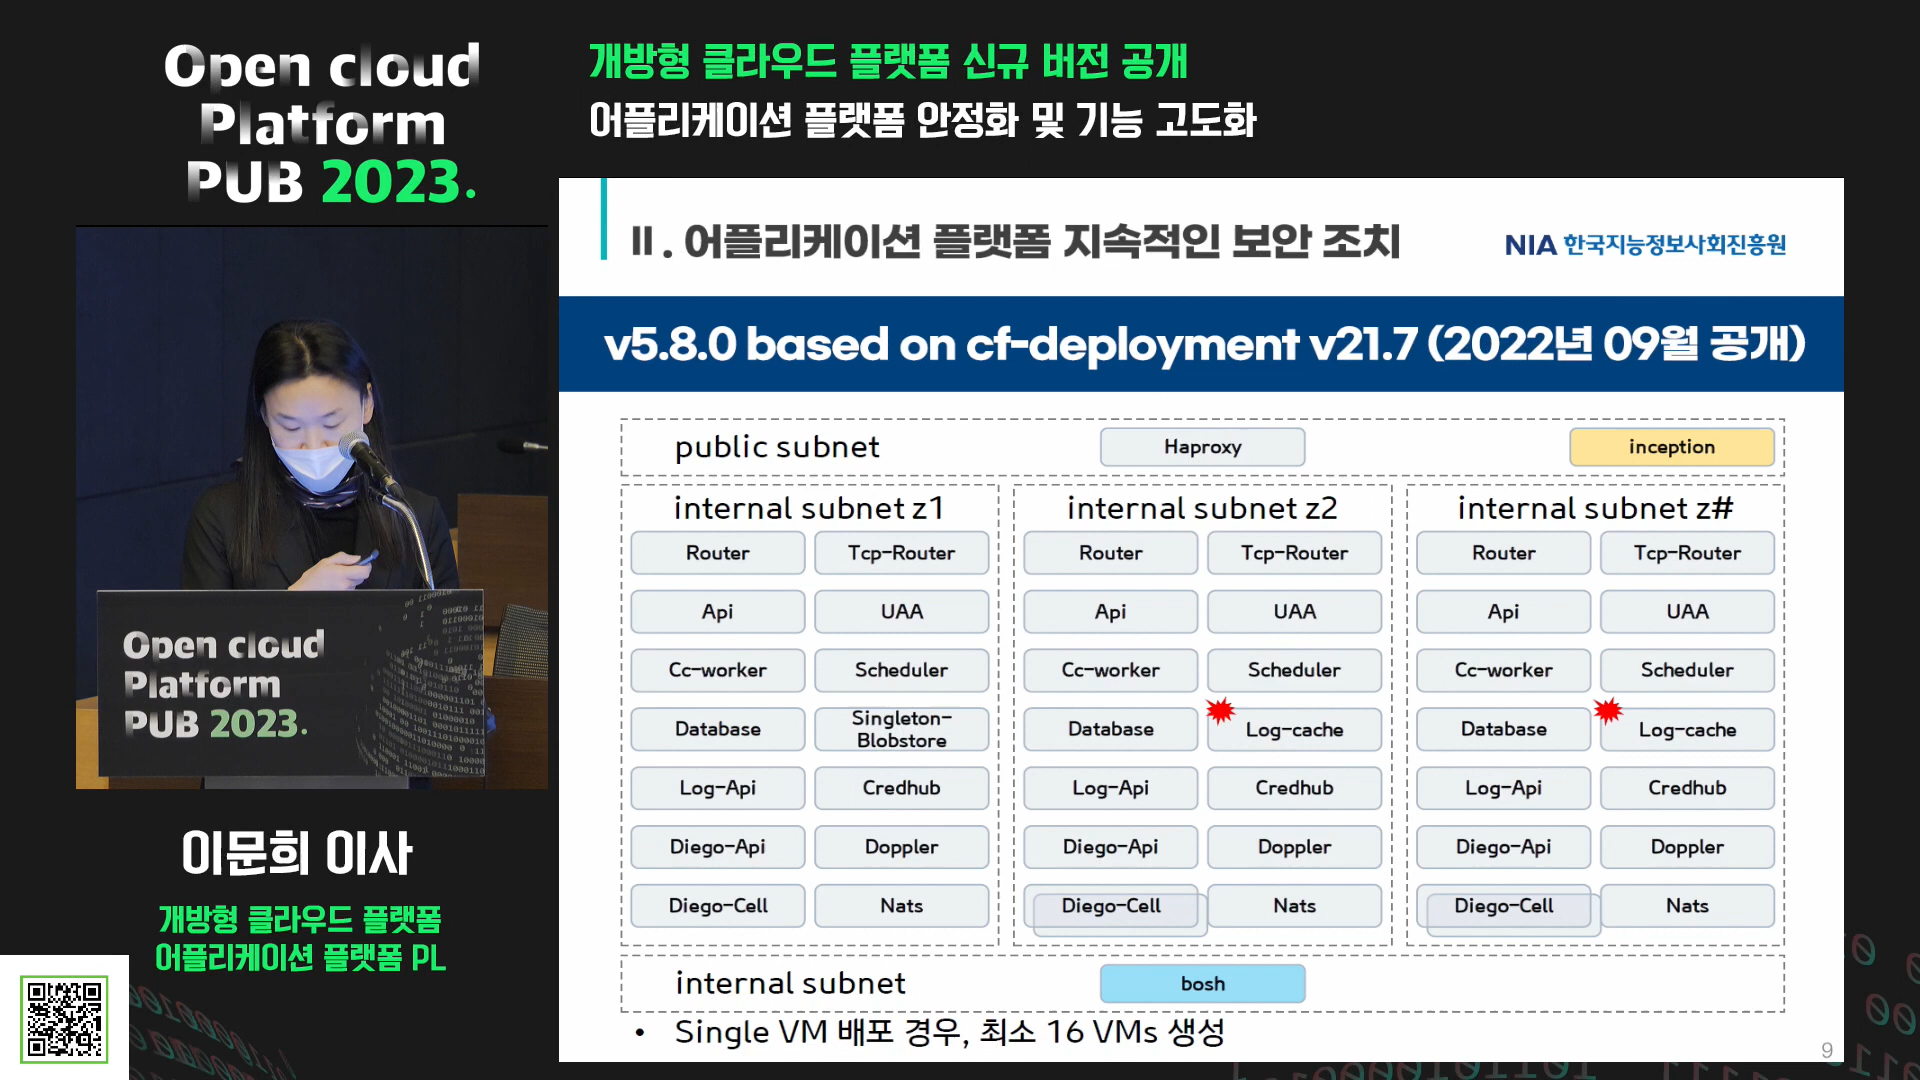 Open cloud
Platform
PUB 2023.
개방형 클라우드 플랫폼 신규 버전 공개
어플리케이션 플랫폼 안정화 및 기능 고도화
Open cloud
Platform
PUB 2023.
이문희 이사
개방형 클라우드 플랫폼
어플리케이션 플랫폼 PL
II. 어플리케이션 플랫폼 지속적인 보안 조치
NIA 한국지능정보사회진흥원
v5.8.0 based on cf-deployment v21.7 (2022년 09월 공개)
public subnet
Haproxy
inception
internal subnet z1
Router
Tcp-Router
Api
UAA
Cc-worker
Scheduler
Database
Singleton-
Blobstore
Log-Api
Credhub
Diego-Api
Doppler
Diego-Cell
Nats
internal subnet z2
Router
Tcp-Router
Api
UAA
Cc-worker
Scheduler
Database
Log-cache
Log-Api
Credhub
Diego-Api
Doppler
Diego-Cell
Nats
internal subnet z#
Router
Tcp-Router
Api
UAA
Cc-worker
Scheduler
Database
Log-cache
Log-Api
Credhub
Diego-Api
Doppler
Diego-Cell
Nats
internal subnet
bosh
• Single VM 배포 경우, 최소 16 VMs 생성
9